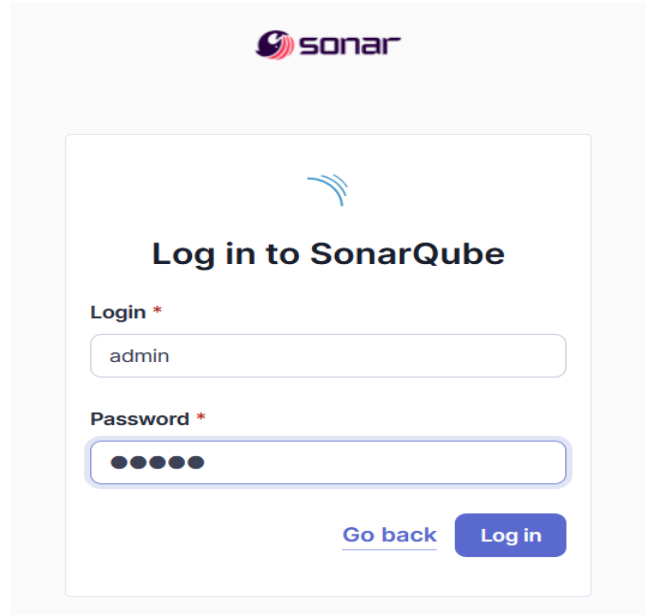 sonar
Log in to SonarQube
Login *
admin
Password *
●●●●●
Go back Log in